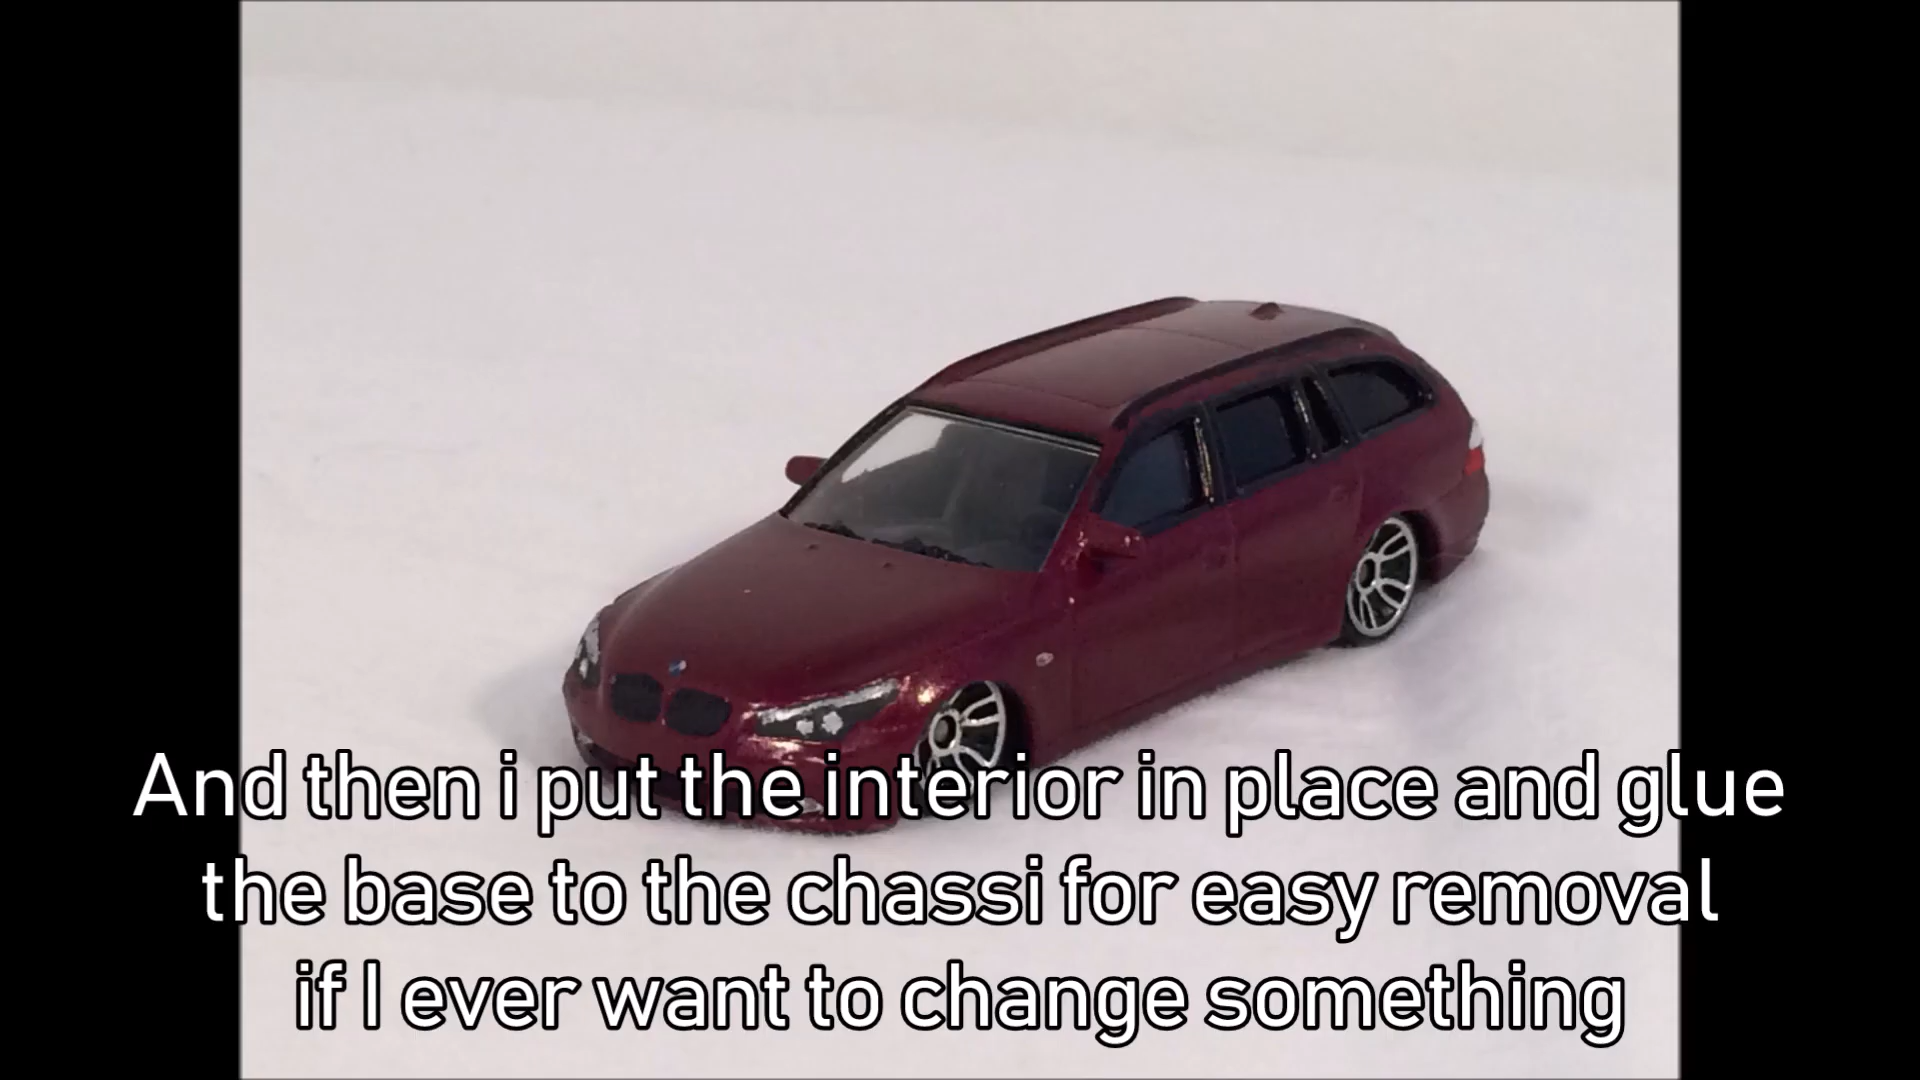 And then i put the interior in place and glue
the base to the chassi for easy removal
if I ever want to change something